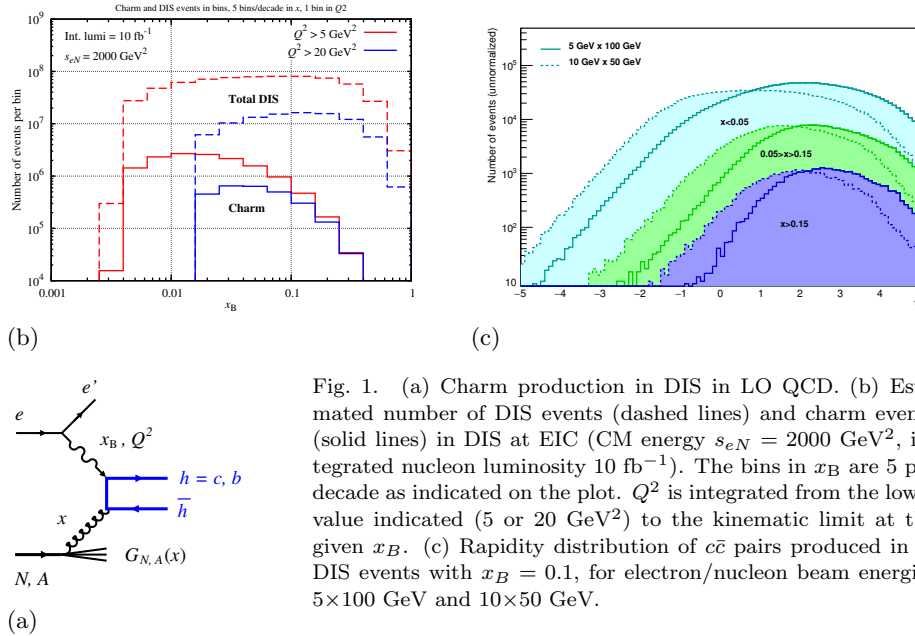 Charm and DIS events in bins, 5 bins/decade in x, 1 bin in Q2
Number of events per bin
10^9
10^8
10^7
10^6
10^5
10^4
Int. lumi = 10 fb^-1
s_eN = 2000 GeV^2
Q^2 > 5 GeV^2
Q^2 > 20 GeV^2
Total DIS
Charm
0.001
0.01
0.1
1
x_B
(b)
Number of events (unnormalized)
10^5
10^4
10^3
10^2
10
5 GeV x 100 GeV
10 GeV x 50 GeV
x<0.05
0.05>x>0.15
x>0.15
-5 -4 -3 -2 -1 0 1 2 3 4
(c)
e'
e
x_B , Q^2
h = c, b
h̅
x
G_N, A(x)
N, A
(a)
Fig. 1. (a) Charm production in DIS in LO QCD. (b) Est
mated number of DIS events (dashed lines) and charm even
(solid lines) in DIS at EIC (CM energy s_eN = 2000 GeV^2, i
tegrated nucleon luminosity 10 fb^-1). The bins in x_B are 5 p
decade as indicated on the plot. Q^2 is integrated from the low
value indicated (5 or 20 GeV^2) to the kinematic limit at th
given x_B. (c) Rapidity distribution of cc̄ pairs produced in
DIS events with x_B = 0.1, for electron/nucleon beam energi
5×100 GeV and 10×50 GeV.